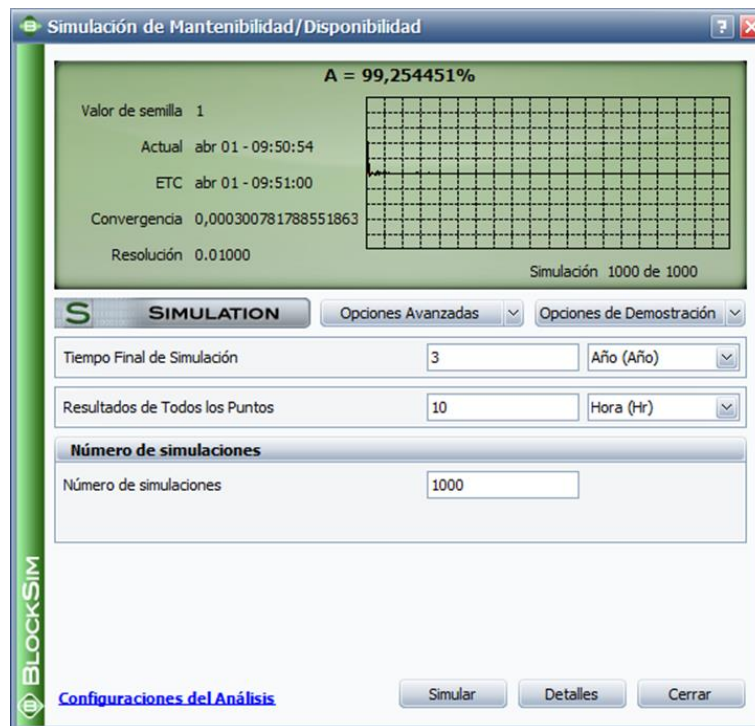 Simulación de Mantenibilidad/Disponibilidad
?
A = 99,254451%
Valor de semilla 1
Actual abr 01 - 09:50:54
ETC abr 01 - 09:51:00
Convergencia 0,000300781788551863
Resolución 0.01000
Simulación 1000 de 1000
S SIMULATION
Opciones Avanzadas
Opciones de Demostración
Tiempo Final de Simulación 3 Año (Año)
Resultados de Todos los Puntos 10 Hora (Hr)
Número de simulaciones
Número de simulaciones 1000
BLOCKSIM
Configuraciones del Análisis
Simular
Detalles
Cerrar